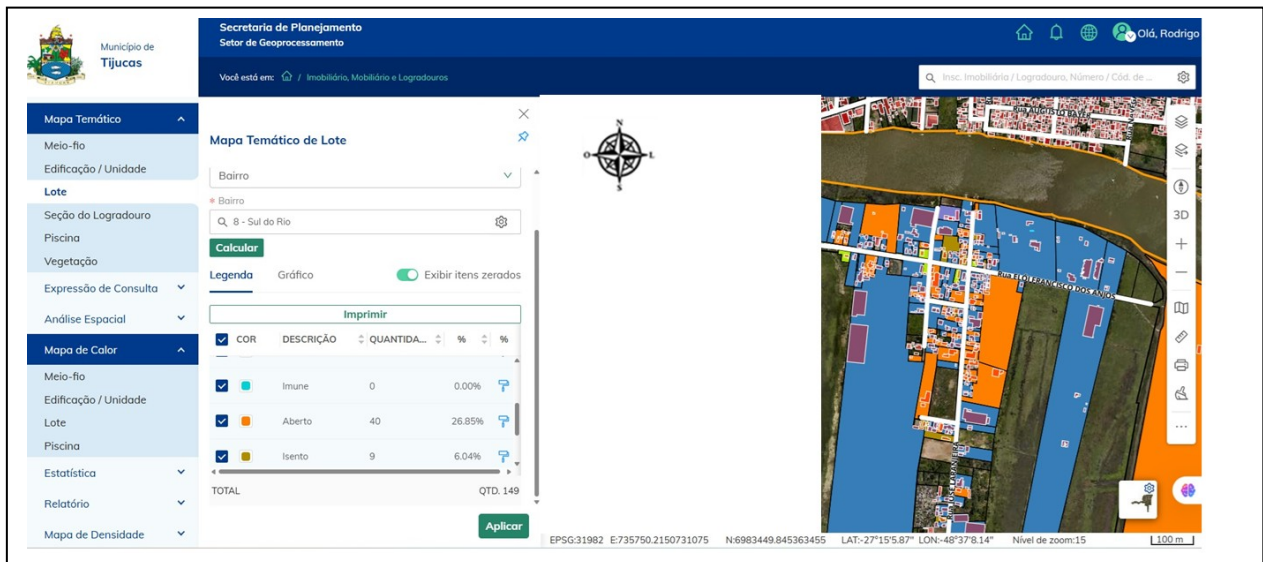 Município de
Tijucas
Secretaria de Planejamento
Setor de Geoprocessamento
Olá, Rodrigo
Você está em: / Imobiliário, Mobiliário e Logradouros
Insc. Imobiliária / Logradouro, Número / Cód. de ...
Mapa Temático
Meio-fio
Edificação / Unidade
Lote
Seção do Logradouro
Piscina
Vegetação
Expressão de Consulta
Análise Espacial
Mapa de Calor
Meio-fio
Edificação / Unidade
Lote
Piscina
Estatística
Relatório
Mapa de Densidade
Mapa Temático de Lote
Bairro
* Bairro
8 - Sul do Rio
Calcular
Legenda Gráfico Exibir itens zerados
Imprimir
COR DESCRIÇÃO QUANTIDA... % %
Imune 0 0.00%
Aberto 40 26.85%
Isento 9 6.04%
TOTAL QTD. 149
Aplicar
N
O L
S
Rua AUGUSTO BAYER
Rua ELOI FRANCISCO DOS ANJOS
3D
EPSG:31982 E:735750.2150731075 N:6983449.845363455 LAT:-27°15'5.87" LON:-48°37'8.14" Nível de zoom:15 100 m